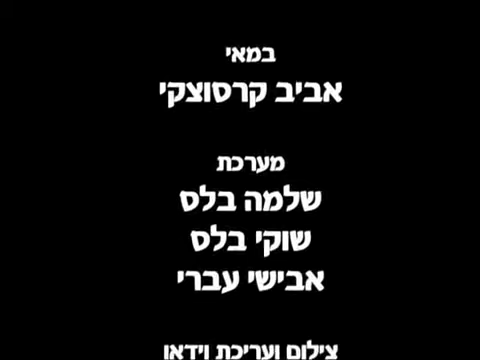 במאי
אביב קרסוצקי
מערכת
שלמה בלס
שוקי בלס
אבישי עברי
צילום ועריכת וידאו